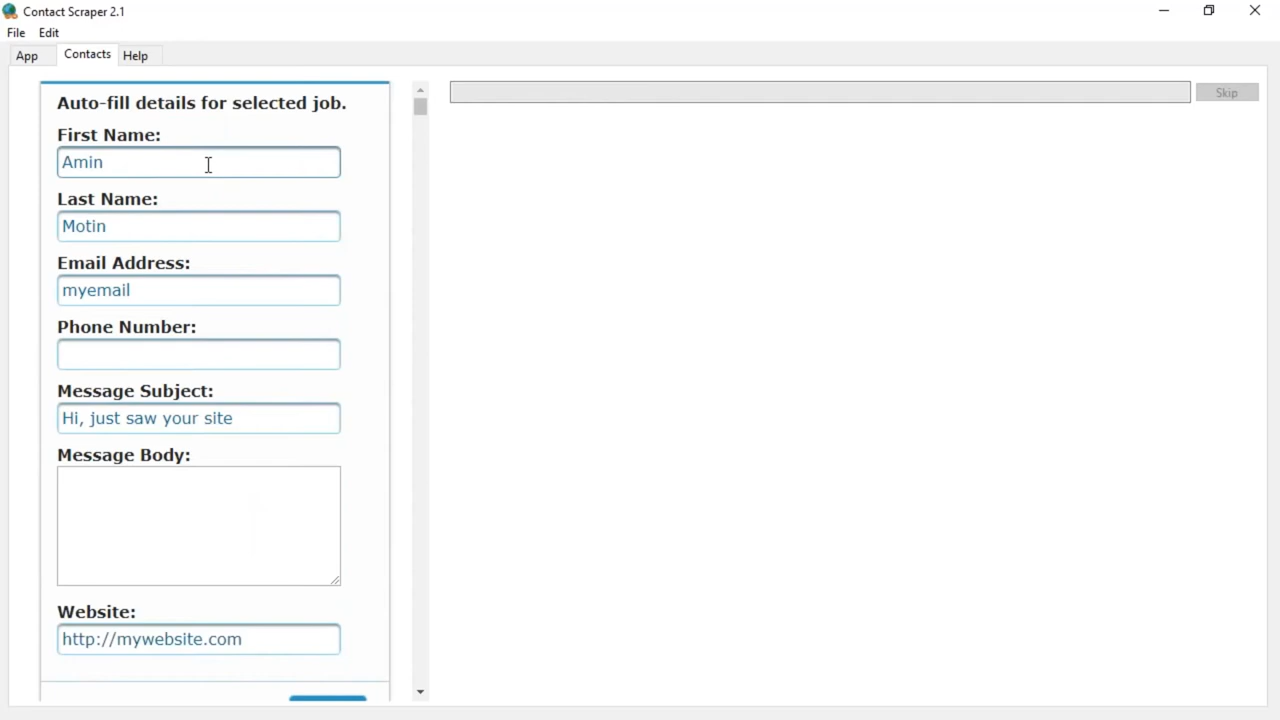 Contact Scraper 2.1
File Edit
App Contacts Help
Auto-fill details for selected job.
Skip
First Name:
Amin
Last Name:
Motin
Email Address:
myemail
Phone Number:
Message Subject:
Hi, just saw your site
Message Body:
Website:
http://mywebsite.com